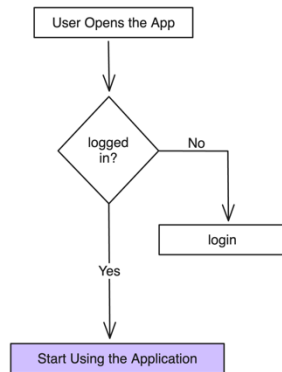 User Opens the App
logged
in?
No
login
Yes
Start Using the Application